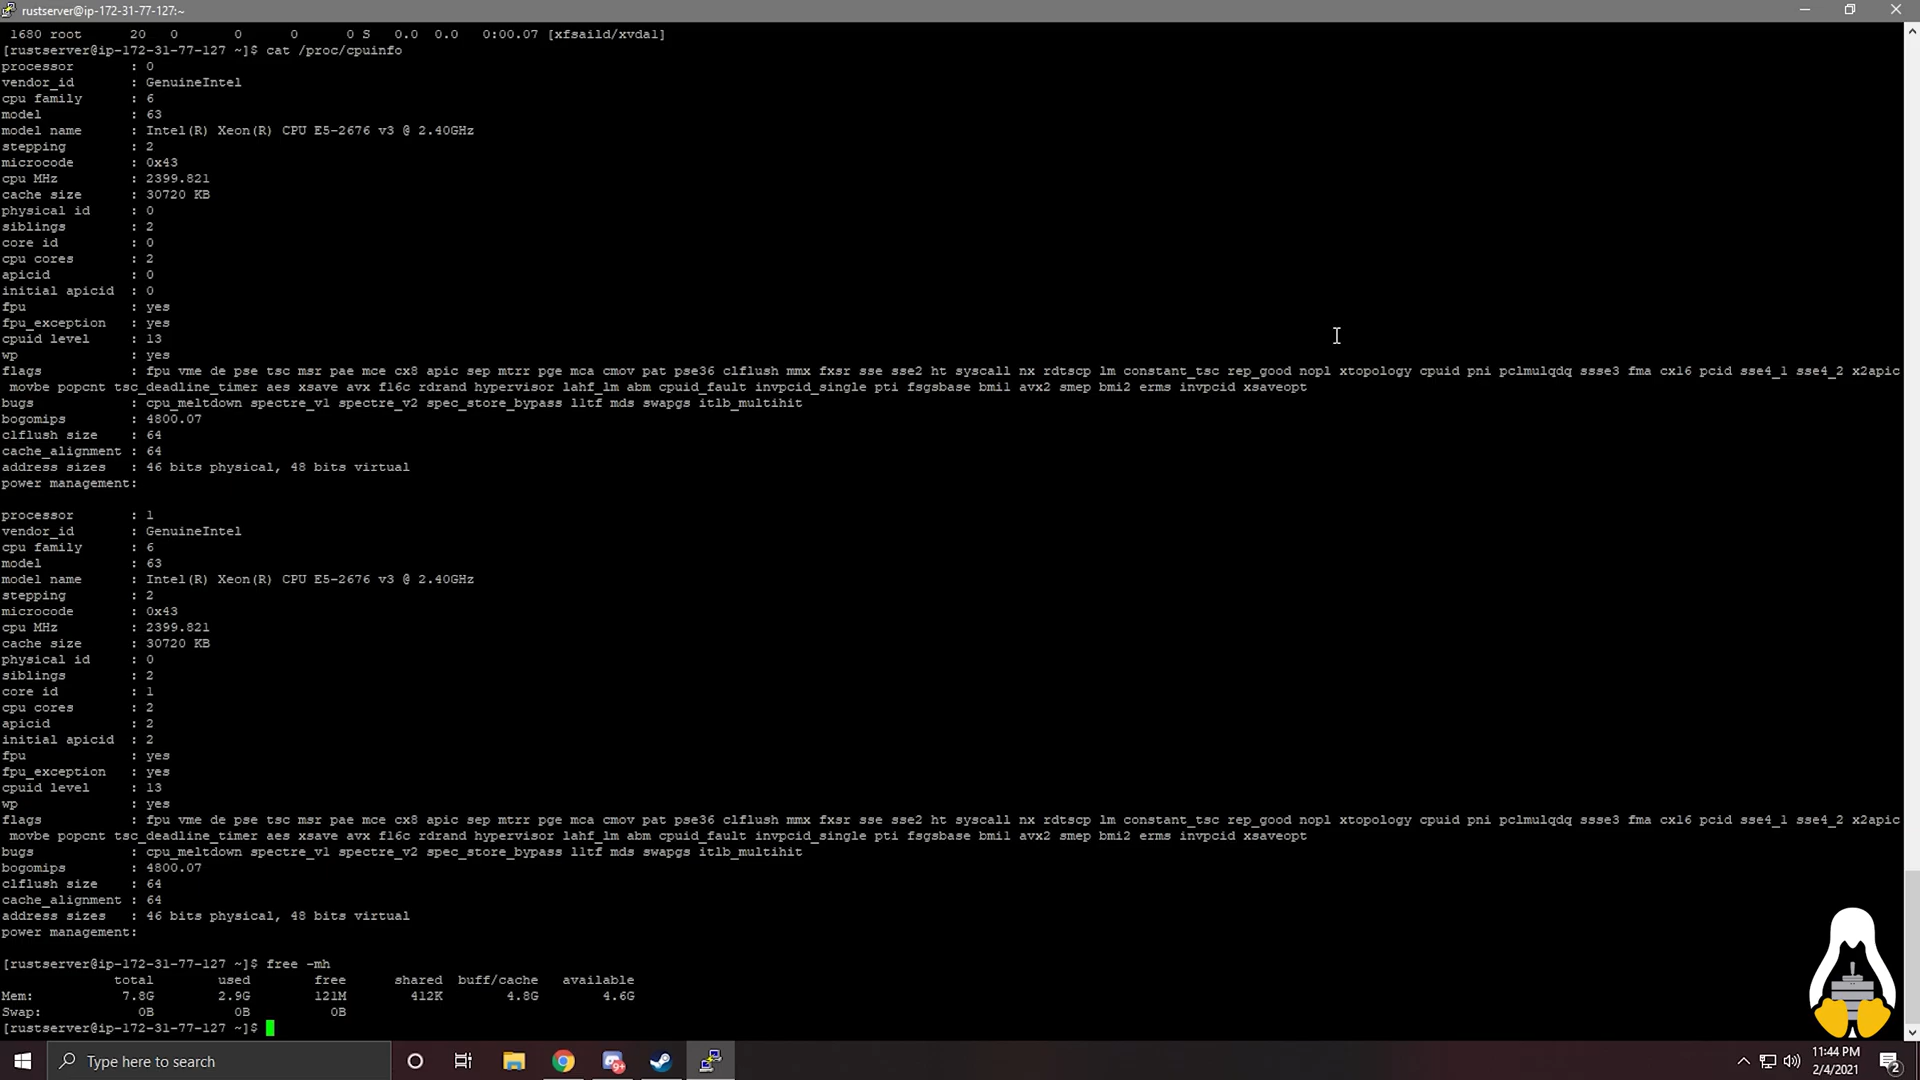 rustserver@ip-172-31-77-127:~
1680 root 20 0 0 0 0 S 0.0 0.0 0:00.07 [xfsaild/xvda1]
[rustserver@ip-172-31-77-127 ~]$ cat /proc/cpuinfo
processor : 0
vendor_id : GenuineIntel
cpu family : 6
model : 63
model name : Intel(R) Xeon(R) CPU E5-2676 v3 @ 2.40GHz
stepping : 2
microcode : 0x43
cpu MHz : 2399.821
cache size : 30720 KB
physical id : 0
siblings : 2
core id : 0
cpu cores : 2
apicid : 0
initial apicid : 0
fpu : yes
fpu_exception : yes
cpuid level : 13
wp : yes
flags : fpu vme de pse tsc msr pae mce cx8 apic sep mtrr pge mca cmov pat pse36 clflush mmx fxsr sse sse2 ht syscall nx rdtscp lm constant_tsc rep_good nopl xtopology cpuid pni pclmulqdq ssse3 fma cx16 pcid sse4_1 sse4_2 x2apic
movbe popcnt tsc_deadline_timer aes xsave avx f16c rdrand hypervisor lahf_lm abm cpuid_fault invpcid_single pti fsgsbase bmi1 avx2 smep bmi2 erms invpcid xsaveopt
bugs : cpu_meltdown spectre_v1 spectre_v2 spec_store_bypass l1tf mds swapgs itlb_multihit
bogomips : 4800.07
clflush size : 64
cache_alignment : 64
address sizes : 46 bits physical, 48 bits virtual
power management:
processor : 1
vendor_id : GenuineIntel
cpu family : 6
model : 63
model name : Intel(R) Xeon(R) CPU E5-2676 v3 @ 2.40GHz
stepping : 2
microcode : 0x43
cpu MHz : 2399.821
cache size : 30720 KB
physical id : 0
siblings : 2
core id : 1
cpu cores : 2
apicid : 2
initial apicid : 2
fpu : yes
fpu_exception : yes
cpuid level : 13
wp : yes
flags : fpu vme de pse tsc msr pae mce cx8 apic sep mtrr pge mca cmov pat pse36 clflush mmx fxsr sse sse2 ht syscall nx rdtscp lm constant_tsc rep_good nopl xtopology cpuid pni pclmulqdq ssse3 fma cx16 pcid sse4_1 sse4_2 x2apic
movbe popcnt tsc_deadline_timer aes xsave avx f16c rdrand hypervisor lahf_lm abm cpuid_fault invpcid_single pti fsgsbase bmi1 avx2 smep bmi2 erms invpcid xsaveopt
bugs : cpu_meltdown spectre_v1 spectre_v2 spec_store_bypass l1tf mds swapgs itlb_multihit
bogomips : 4800.07
clflush size : 64
cache_alignment : 64
address sizes : 46 bits physical, 48 bits virtual
power management:
[rustserver@ip-172-31-77-127 ~]$ free -mh
total used free shared buff/cache available
Mem: 7.8G 2.9G 121M 412K 4.8G 4.6G
Swap: 0B 0B 0B
[rustserver@ip-172-31-77-127 ~]$
Type here to search
11:44 PM
2/4/2021
2